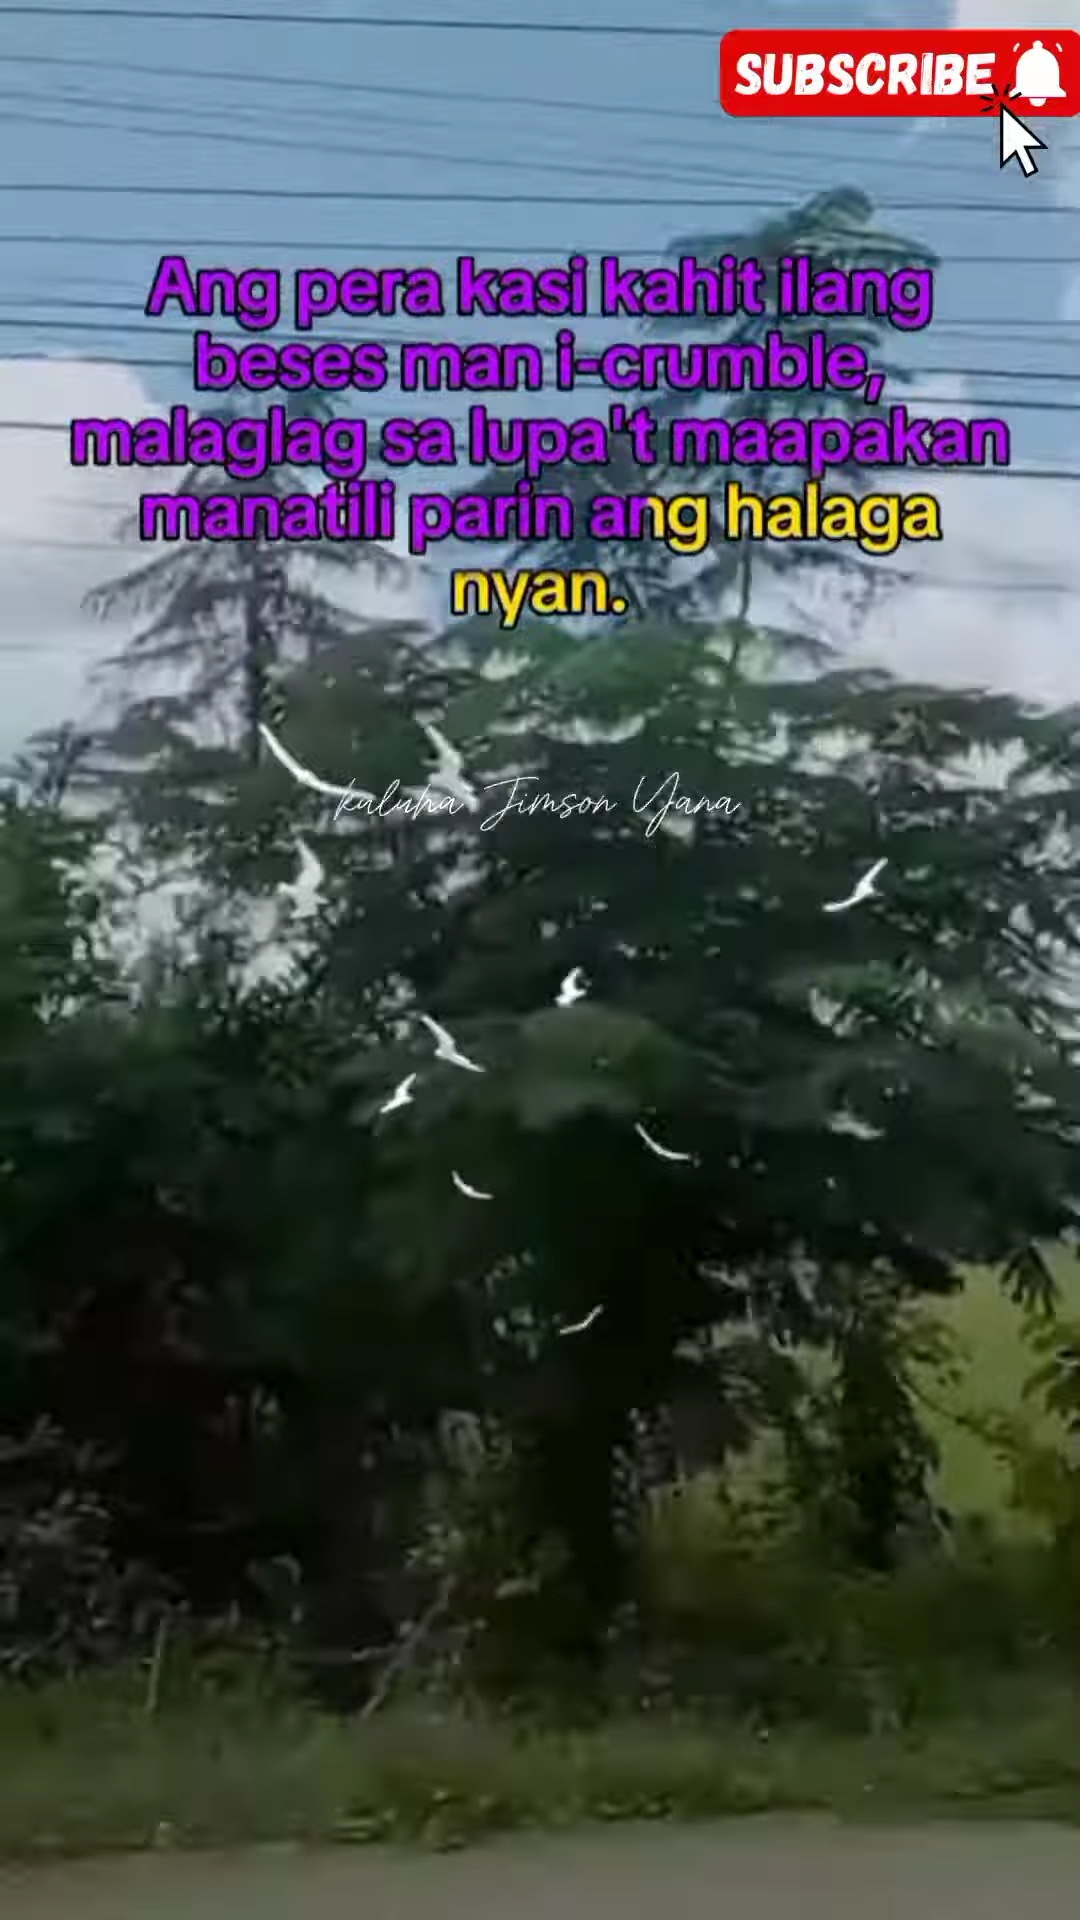 SUBSCRIBE
Ang pera kasi kahit ilang
beses man i-crumble,
malaglag sa lupa't maapakan
manatili parin ang halaga
nyan.
kaluha Jimson Yana